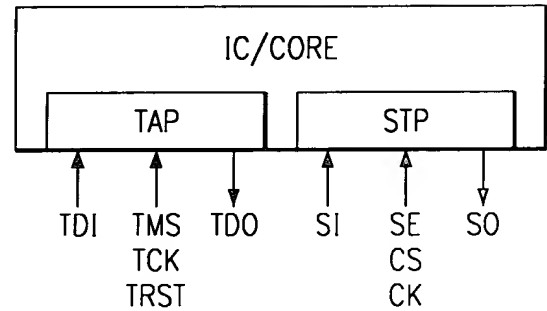 IC/CORE
TAP STP
TDI TMS TDO SI SE SO
TCK CS
TRST CK